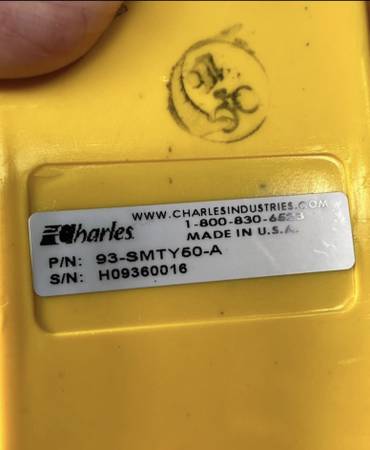 WWW.CHARLESINDUSTRIES.COM
Charles 1-800-830-6523
MADE IN U.S.A.
P/N: 93-SMTY50-A
S/N: H09360016